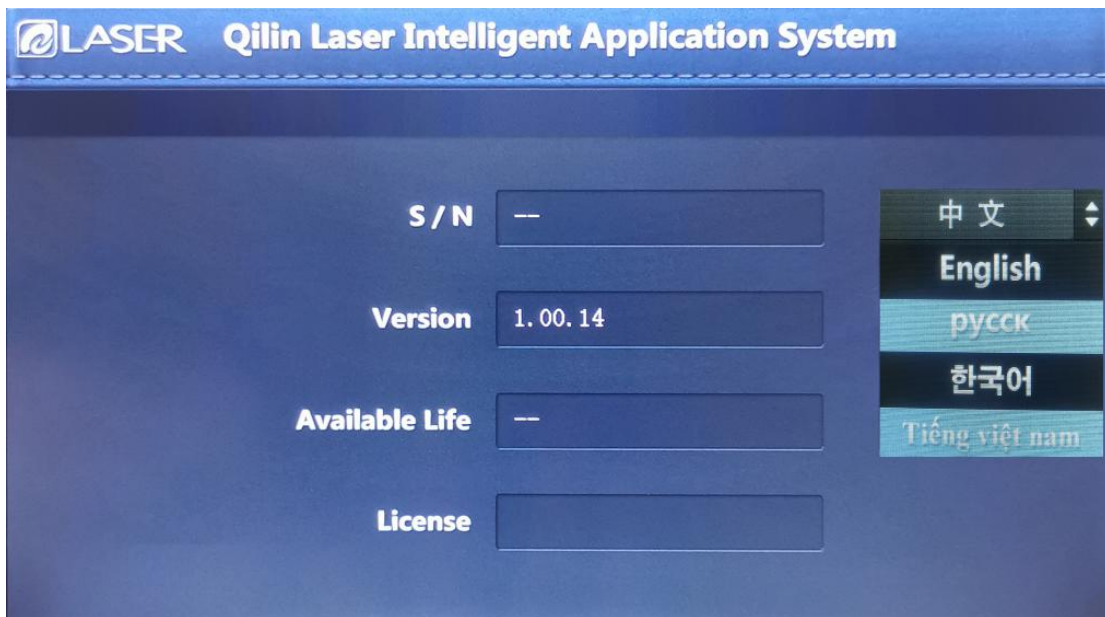 LASER Qilin Laser Intelligent Application System
S / N --
中 文
English
Version 1.00.14
русск
한국어
Available Life --
Tiếng việt nam
License